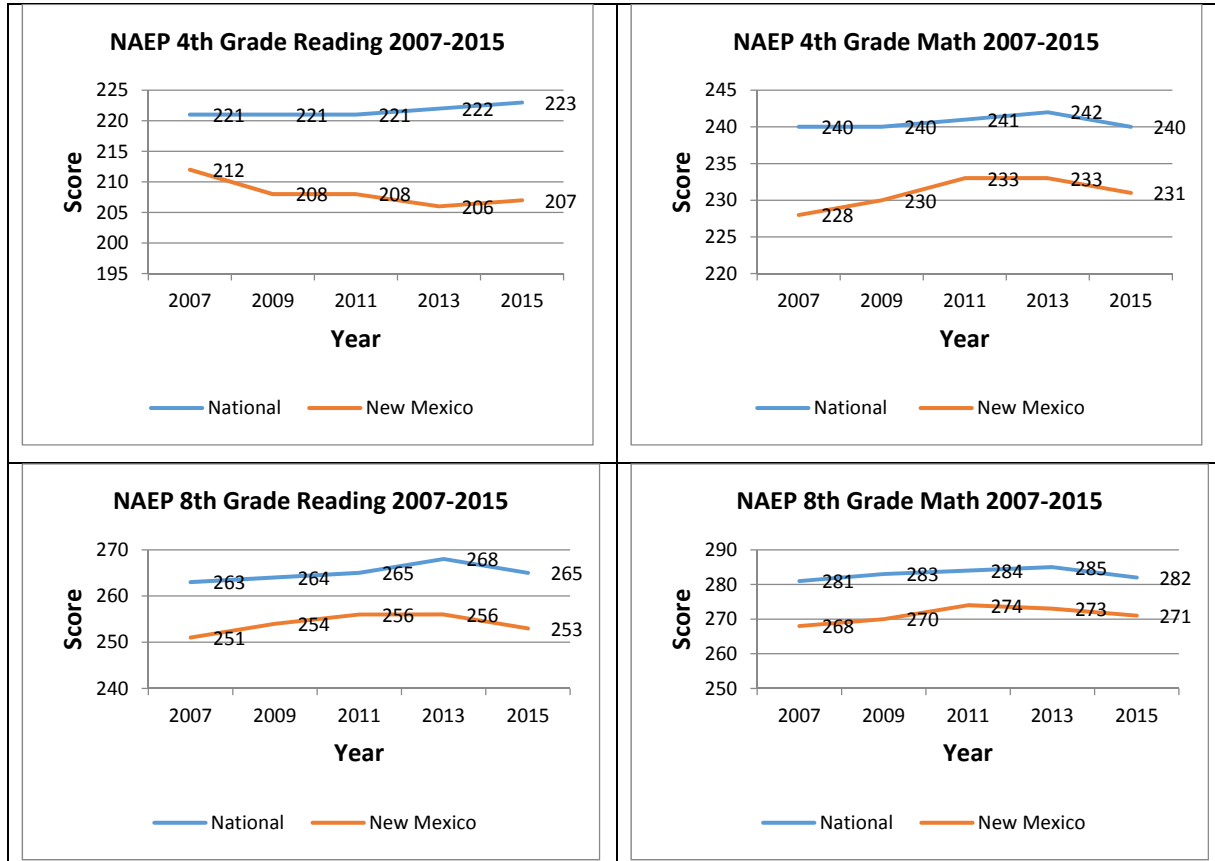 NAEP 4th Grade Reading 2007-2015
225
220
215
210
205
200
195
Score
221 221 221 222 223
212 208 208 206 207
2007 2009 2011 2013 2015
Year
National New Mexico
NAEP 4th Grade Math 2007-2015
245
240
235
230
225
220
Score
240 240 241 242 240
228 230 233 233 231
2007 2009 2011 2013 2015
Year
National New Mexico
NAEP 8th Grade Reading 2007-2015
270
260
250
240
Score
263 264 265 268 265
251 254 256 256 253
2007 2009 2011 2013 2015
Year
National New Mexico
NAEP 8th Grade Math 2007-2015
290
280
270
260
250
Score
281 283 284 285 282
268 270 274 273 271
2007 2009 2011 2013 2015
Year
National New Mexico